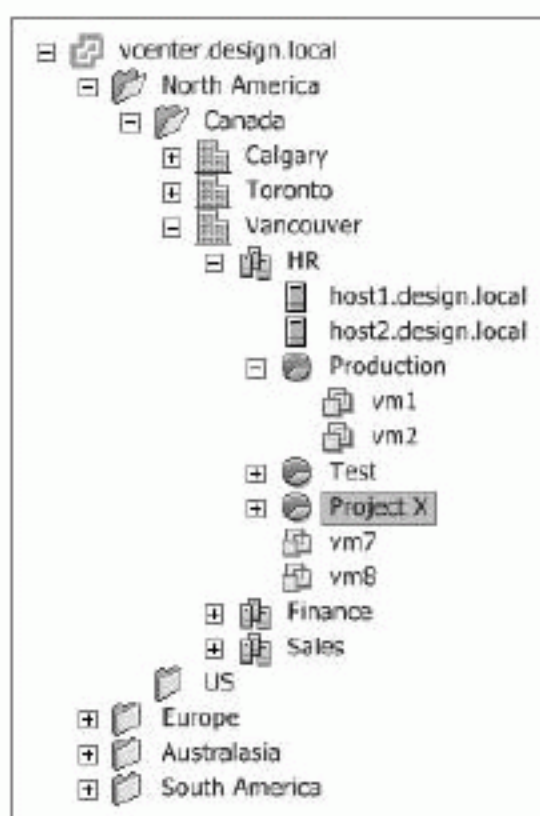 vcenter.design.local
North America
Canada
Calgary
Toronto
Vancouver
HR
host1.design.local
host2.design.local
Production
vm1
vm2
Test
Project X
vm7
vm8
Finance
Sales
US
Europe
Australasia
South America